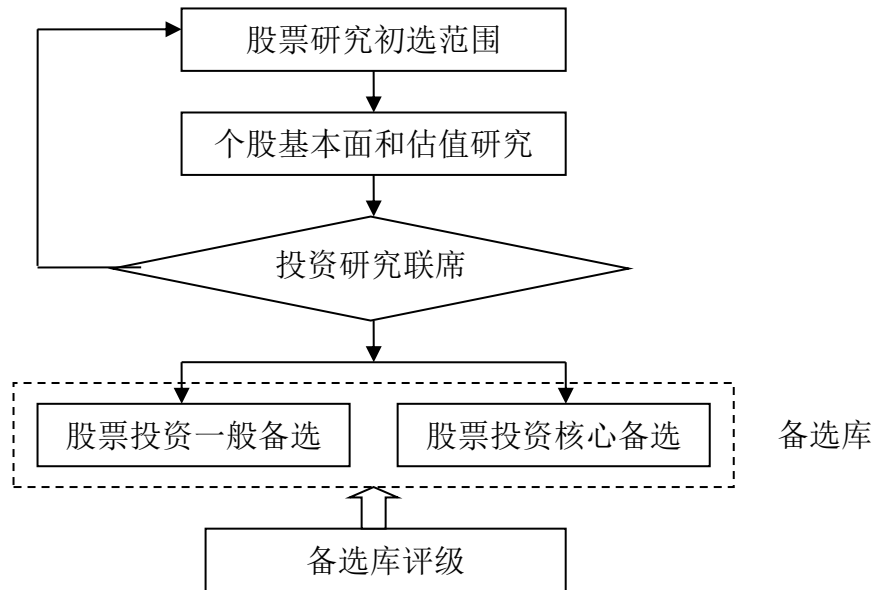 股票研究初选范围
个股基本面和估值研究
投资研究联席
股票投资一般备选
股票投资核心备选
备选库
备选库评级